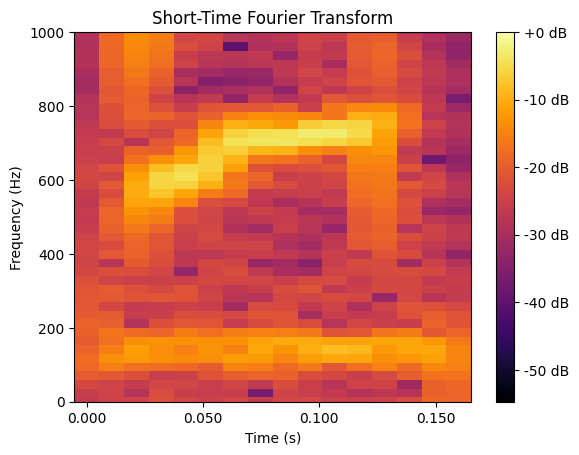 Short-Time Fourier Transform
1000
800
600
400
200
0
Frequency (Hz)
0.000
0.050
0.100
0.150
Time (s)
+0 dB
-10 dB
-20 dB
-30 dB
-40 dB
-50 dB